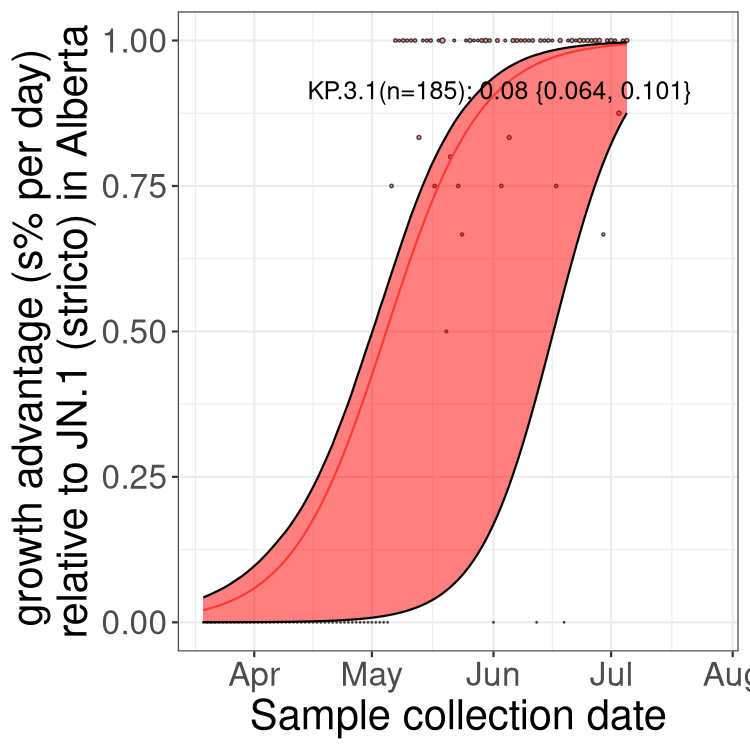 growth advantage (s% per day)
relative to JN.1 (stricto) in Alberta
1.00
0.75
0.50
0.25
0.00
KP.3.1(n=185): 0.08 {0.064, 0.101}
Apr May Jun Jul Aug
Sample collection date